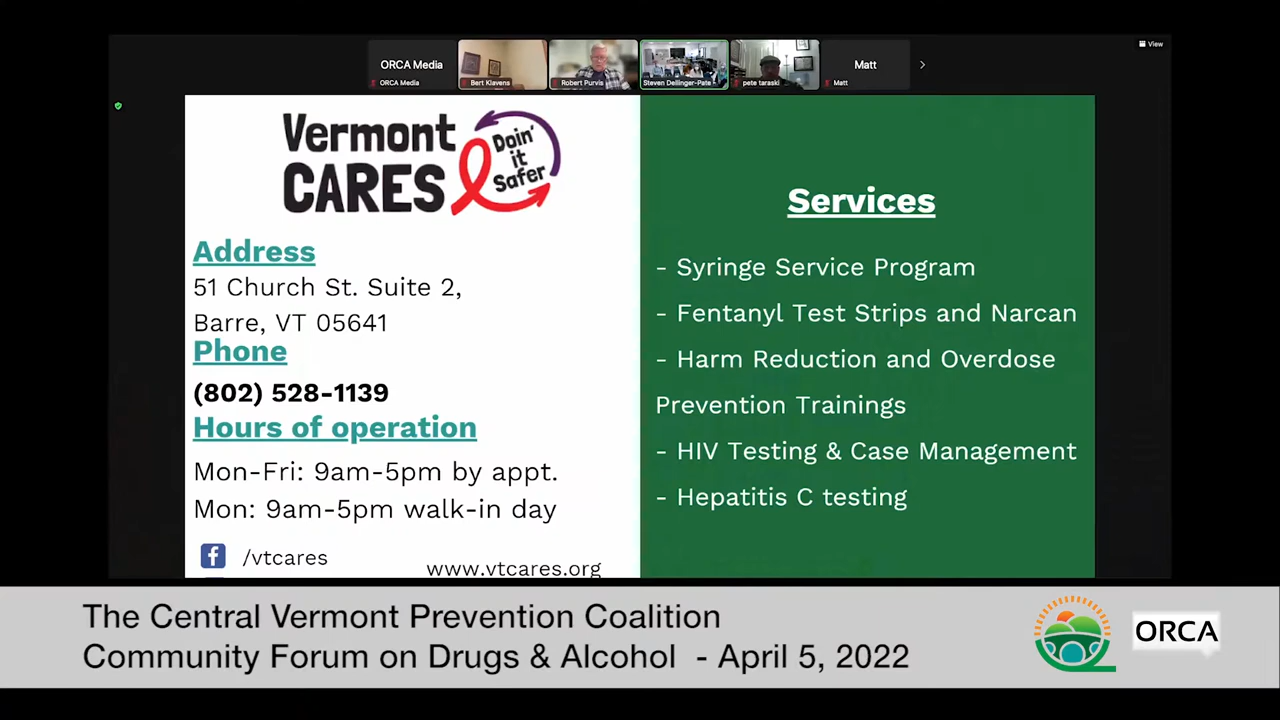 View
ORCA Media
ORCA Media
Bert Klavens
Robert Purvis
Steven Dellinger-Pate
pete taraski
Matt
Matt
Vermont
CARES
Doin'
it
Safer
Address
51 Church St. Suite 2,
Barre, VT 05641
Phone
(802) 528-1139
Hours of operation
Mon-Fri: 9am-5pm by appt.
Mon: 9am-5pm walk-in day
/vtcares
www.vtcares.org
Services
- Syringe Service Program
- Fentanyl Test Strips and Narcan
- Harm Reduction and Overdose
Prevention Trainings
- HIV Testing & Case Management
- Hepatitis C testing
The Central Vermont Prevention Coalition
Community Forum on Drugs & Alcohol - April 5, 2022
ORCA